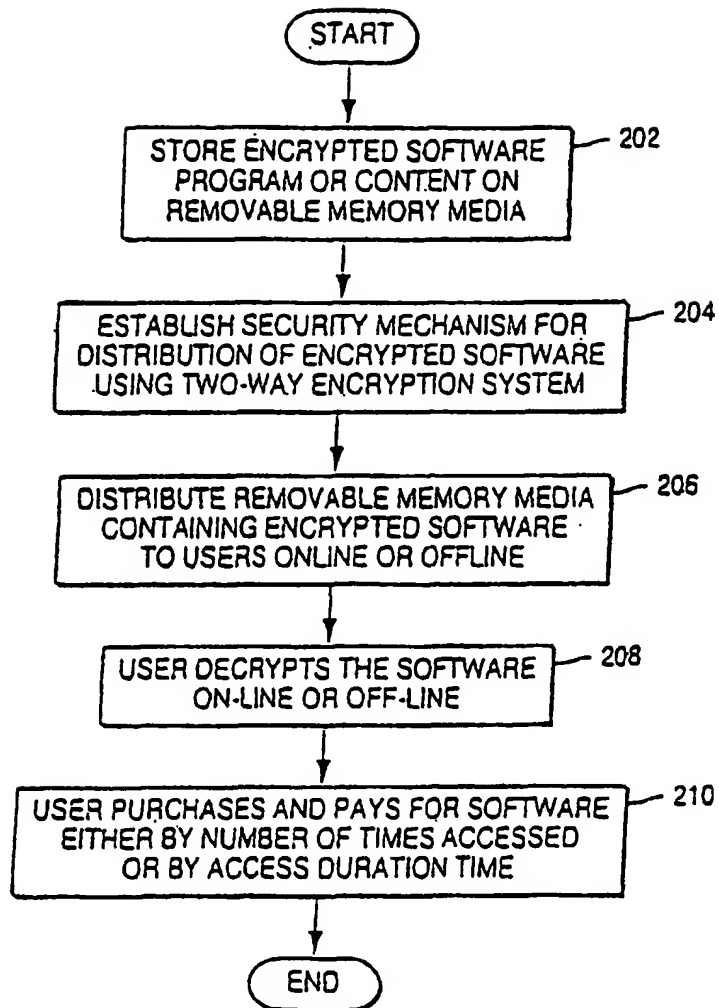 START
STORE ENCRYPTED SOFTWARE
PROGRAM OR CONTENT ON
REMOVABLE MEMORY MEDIA
202
ESTABLISH SECURITY MECHANISM FOR
DISTRIBUTION OF ENCRYPTED SOFTWARE
USING TWO-WAY ENCRYPTION SYSTEM
204
DISTRIBUTE REMOVABLE MEMORY MEDIA
CONTAINING ENCRYPTED SOFTWARE
TO USERS ONLINE OR OFFLINE
206
USER DECRYPTS THE SOFTWARE
ON-LINE OR OFF-LINE
208
USER PURCHASES AND PAYS FOR SOFTWARE
EITHER BY NUMBER OF TIMES ACCESSED
OR BY ACCESS DURATION TIME
210
END